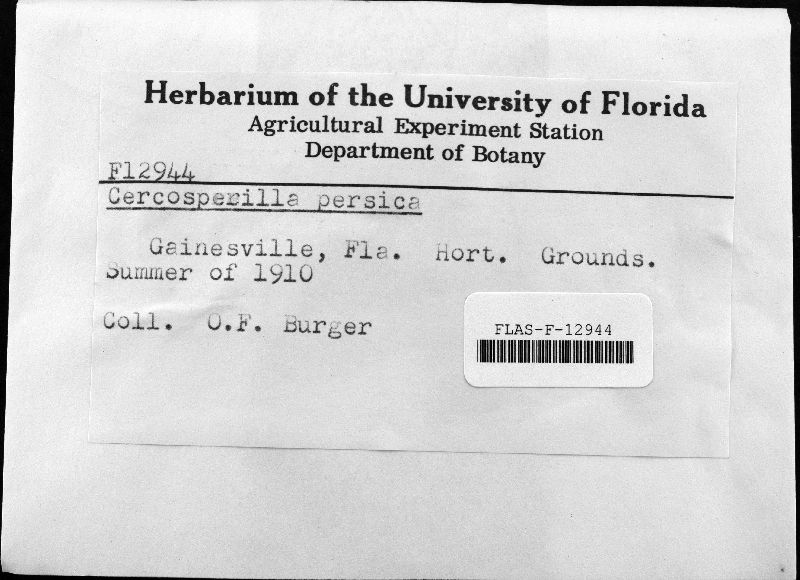 Herbarium of the University of Florida
Agricultural Experiment Station
Department of Botany
F12944
Cercosperilla persica
Gainesville, Fla. Hort. Grounds.
Summer of 1910
Coll. O.F. Burger
FLAS-F-12944